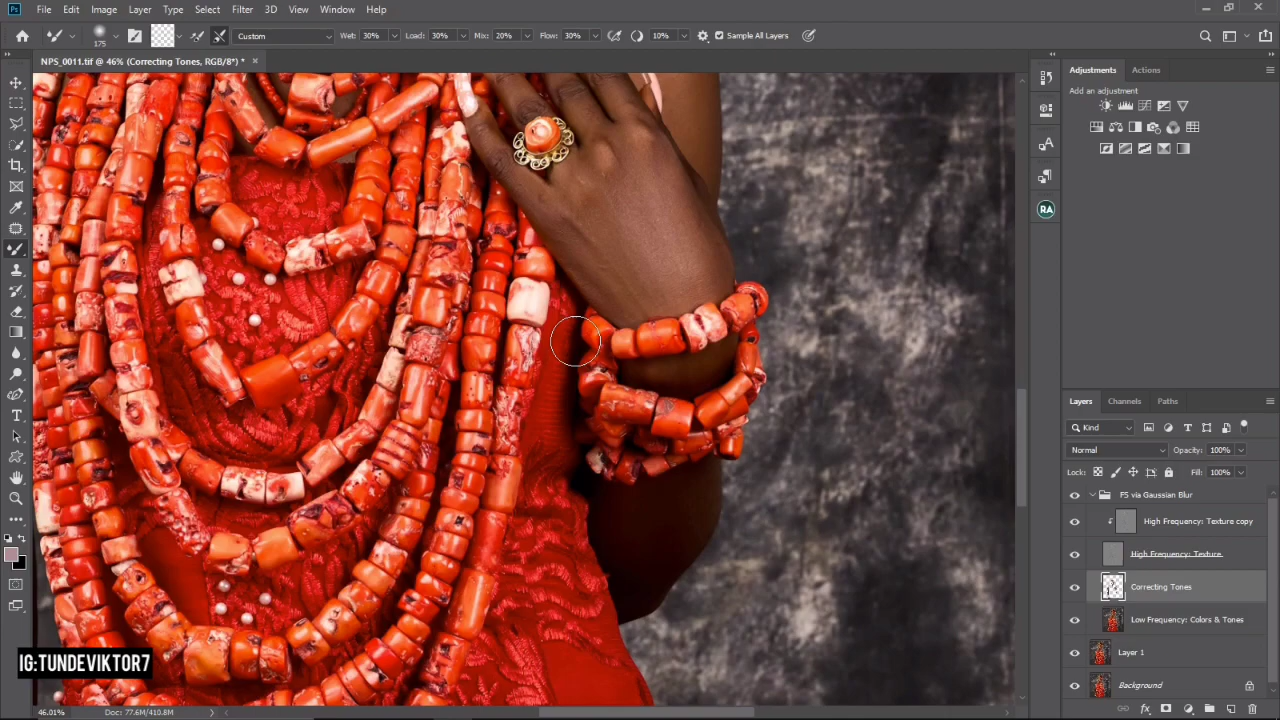 Ps File Edit Image Layer Type Select Filter 3D View Window Help
175 Custom Wet: 30% Load: 30% Mix: 20% Flow: 30% 10% Sample All Layers
NPS_0011.tif @ 46% (Correcting Tones, RGB/8*) * ×
Adjustments Actions
Add an adjustment
RA
Layers Channels Paths
Kind
Normal Opacity: 100%
Lock: Fill: 100%
FS via Gaussian Blur
High Frequency: Texture copy
High Frequency: Texture
Correcting Tones
Low Frequency: Colors & Tones
Layer 1
Background
IG:TUNDEVIKTOR7
46.01% Doc: 77.6M/410.8M